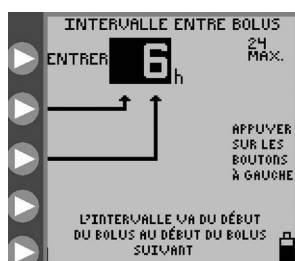 INTERVALLE ENTRE BOLUS
24
MAX.
ENTRER 6 h
APPUYER
SUR LES
BOUTONS
À GAUCHE
L'INTERVALLE VA DU DÉBUT
DU BOLUS AU DÉBUT DU BOLUS
SUIVANT